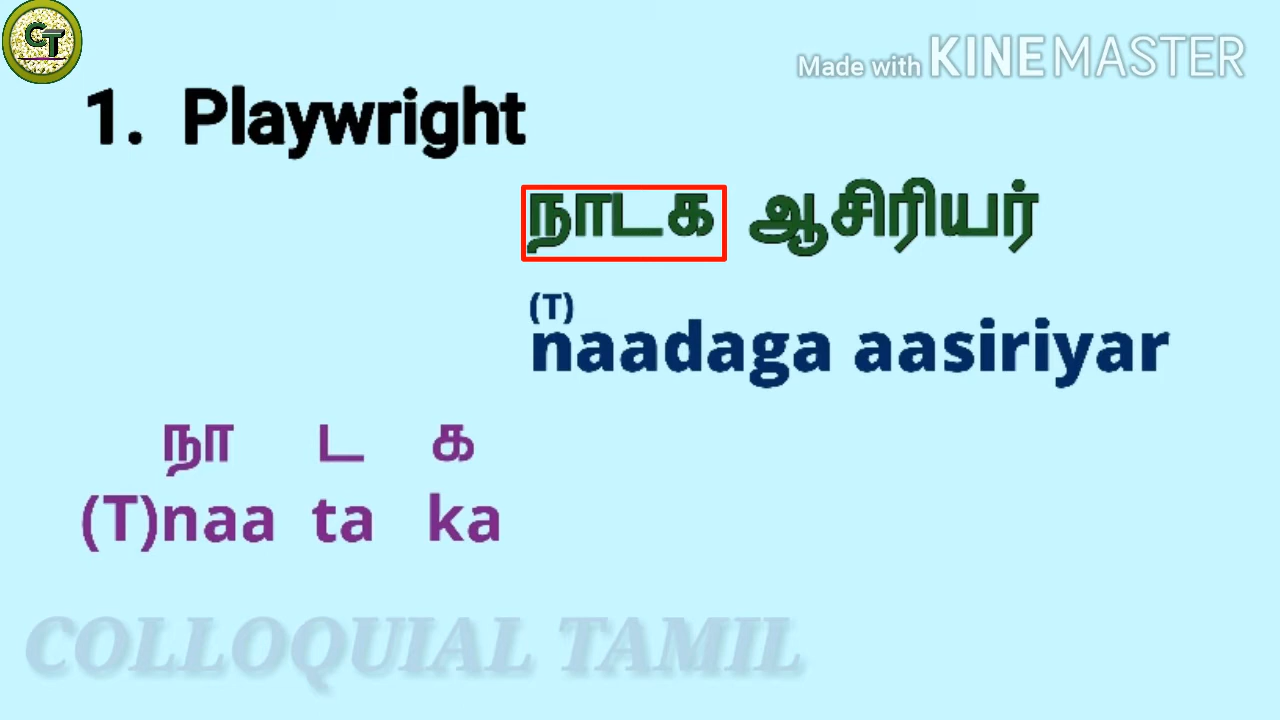 CT
Made with KINEMASTER
1. Playwright
நாடக ஆசிரியர்
(T)
naadaga aasiriyar
நா ட க
(T)naa ta ka
COLLOQUIAL TAMIL